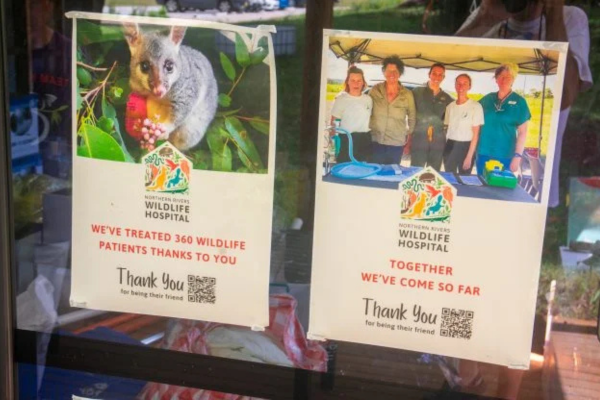 NORTHERN RIVERS
WILDLIFE
HOSPITAL
WE'VE TREATED 360 WILDLIFE
PATIENTS THANKS TO YOU
Thank You
for being their friend
NORTHERN RIVERS
WILDLIFE
HOSPITAL
TOGETHER
WE'VE COME SO FAR
Thank You
for being their friend